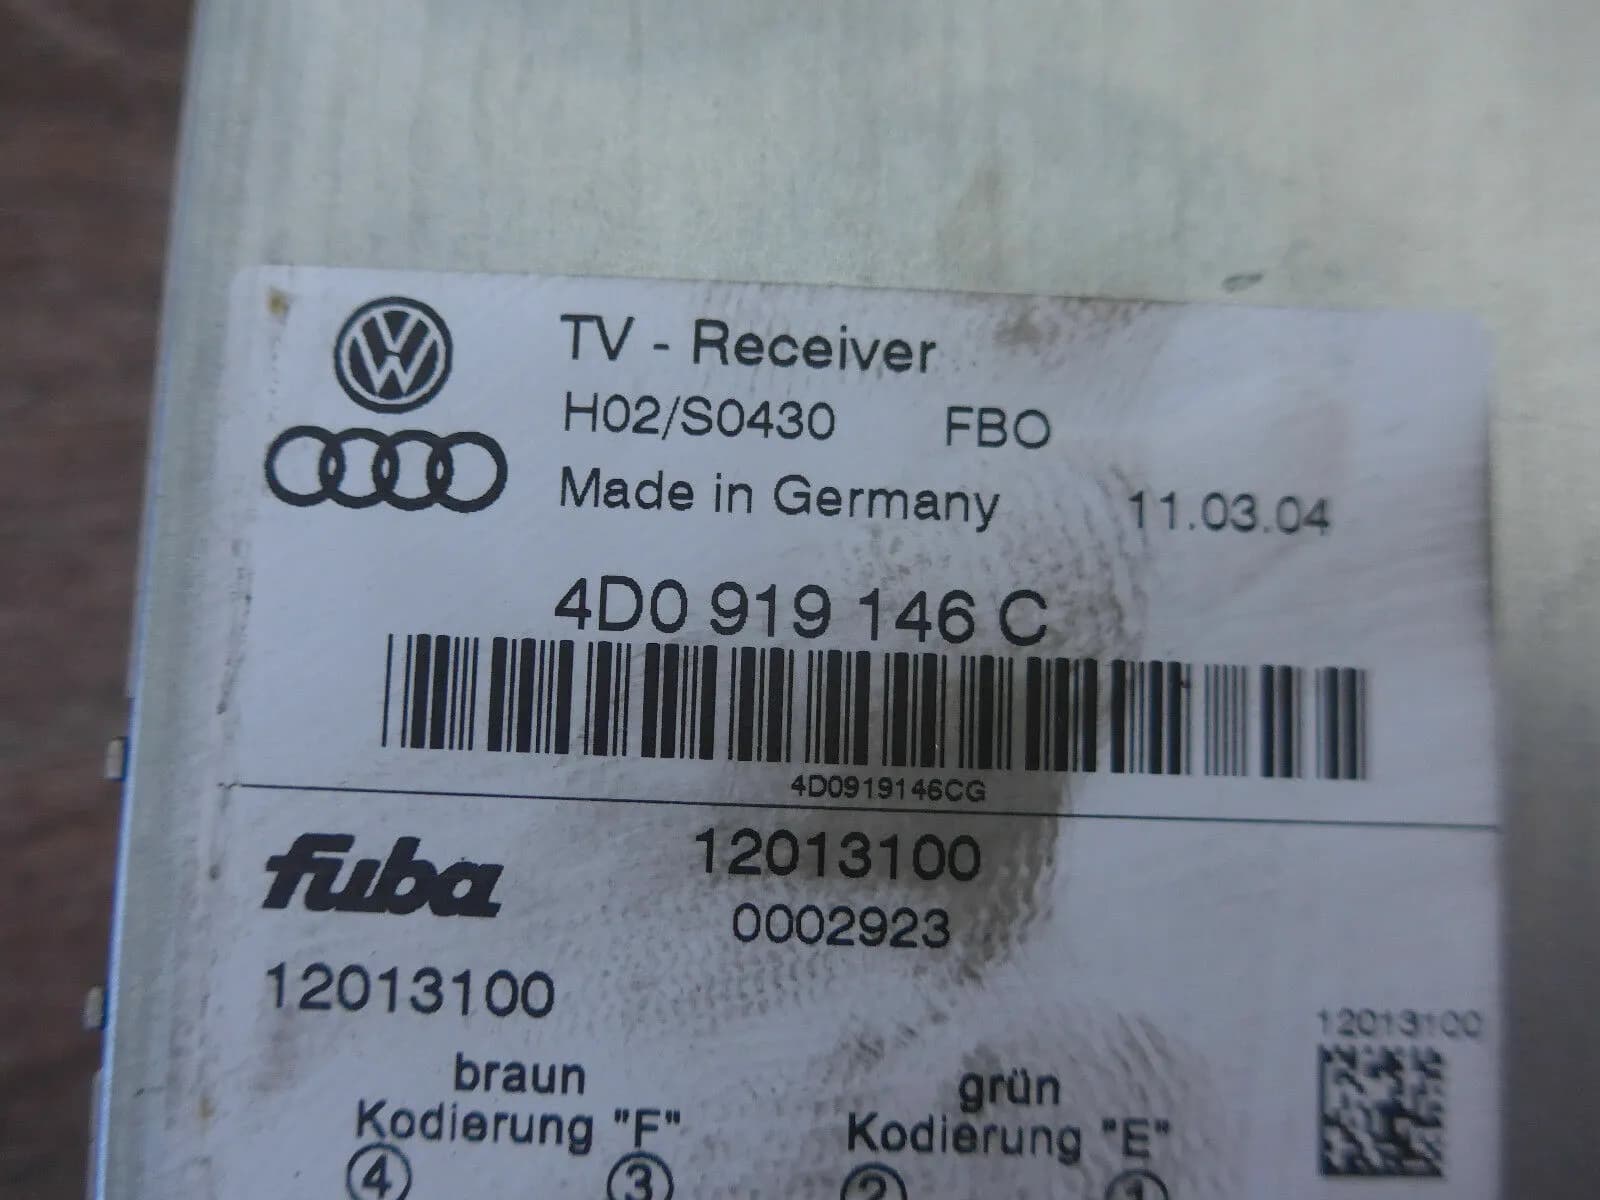 TV - Receiver
H02/S0430 FBO
Made in Germany 11.03.04
4D0 919 146 C
4D0919146CG
fuba 12013100
0002923
12013100
12013100
braun grün
Kodierung "F" Kodierung "E"
4 3 2 1